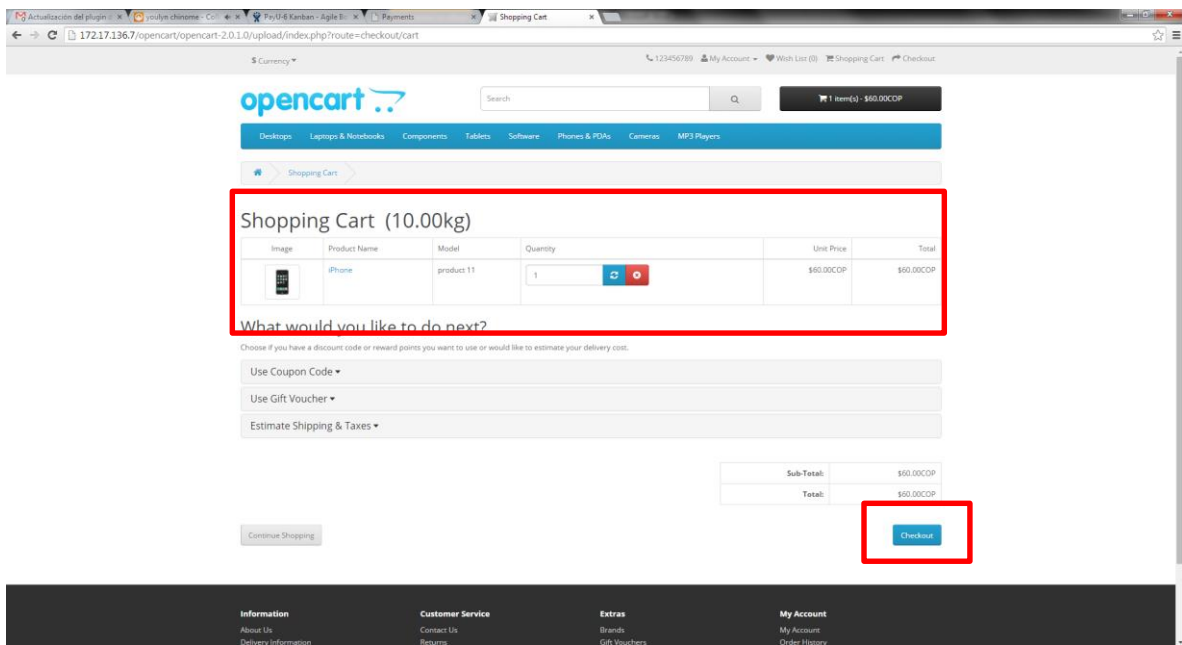 Actualización del plugin
youlyn chinome - Col
PayU-6 Kanban - Agile Bo
Payments
Shopping Cart
172.17.136.7/opencart/opencart-2.0.1.0/upload/index.php?route=checkout/cart
$ Currency
123456789 My Account Wish List (0) Shopping Cart Checkout
opencart
Search
1 item(s) - $60.00COP
Desktops Laptops & Notebooks Components Tablets Software Phones & PDAs Cameras MP3 Players
Shopping Cart
Shopping Cart (10.00kg)
Image Product Name Model Quantity Unit Price Total
iPhone product 11 1 $60.00COP $60.00COP
What would you like to do next?
Choose if you have a discount code or reward points you want to use or would like to estimate your delivery cost.
Use Coupon Code
Use Gift Voucher
Estimate Shipping & Taxes
Sub-Total: $60.00COP
Total: $60.00COP
Continue Shopping Checkout
Information Customer Service Extras My Account
About Us Contact Us Brands My Account
Delivery Information Returns Gift Vouchers Order History